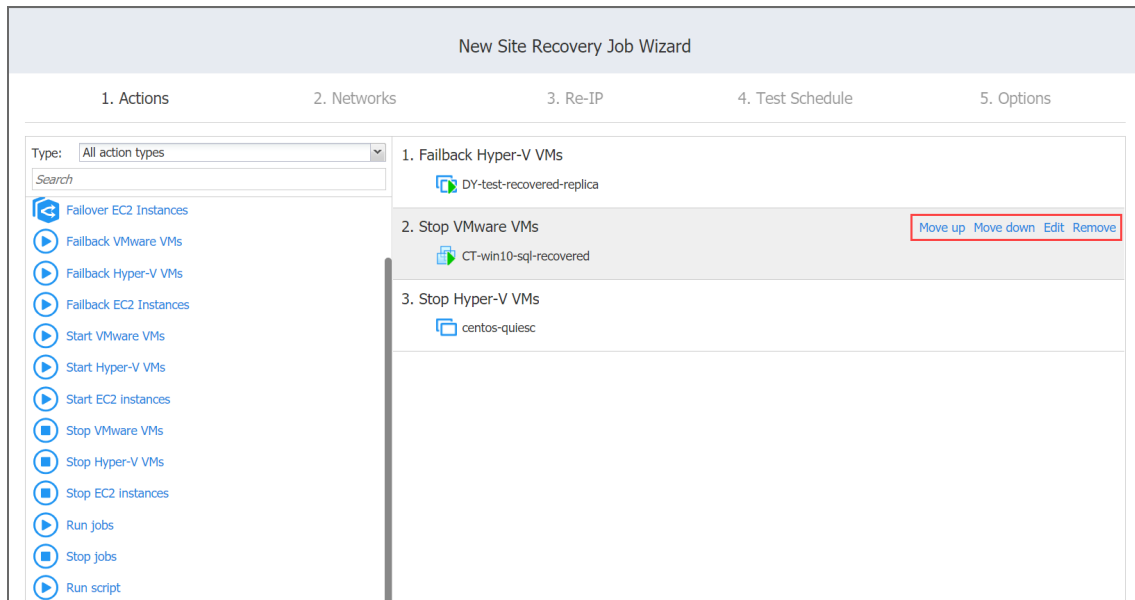 New Site Recovery Job Wizard
1. Actions 2. Networks 3. Re-IP 4. Test Schedule 5. Options
Type: All action types
Search
Failover EC2 Instances
Failback VMware VMs
Failback Hyper-V VMs
Failback EC2 Instances
Start VMware VMs
Start Hyper-V VMs
Start EC2 instances
Stop VMware VMs
Stop Hyper-V VMs
Stop EC2 instances
Run jobs
Stop jobs
Run script
1. Failback Hyper-V VMs
DY-test-recovered-replica
2. Stop VMware VMs Move up Move down Edit Remove
CT-win10-sql-recovered
3. Stop Hyper-V VMs
centos-quiesc